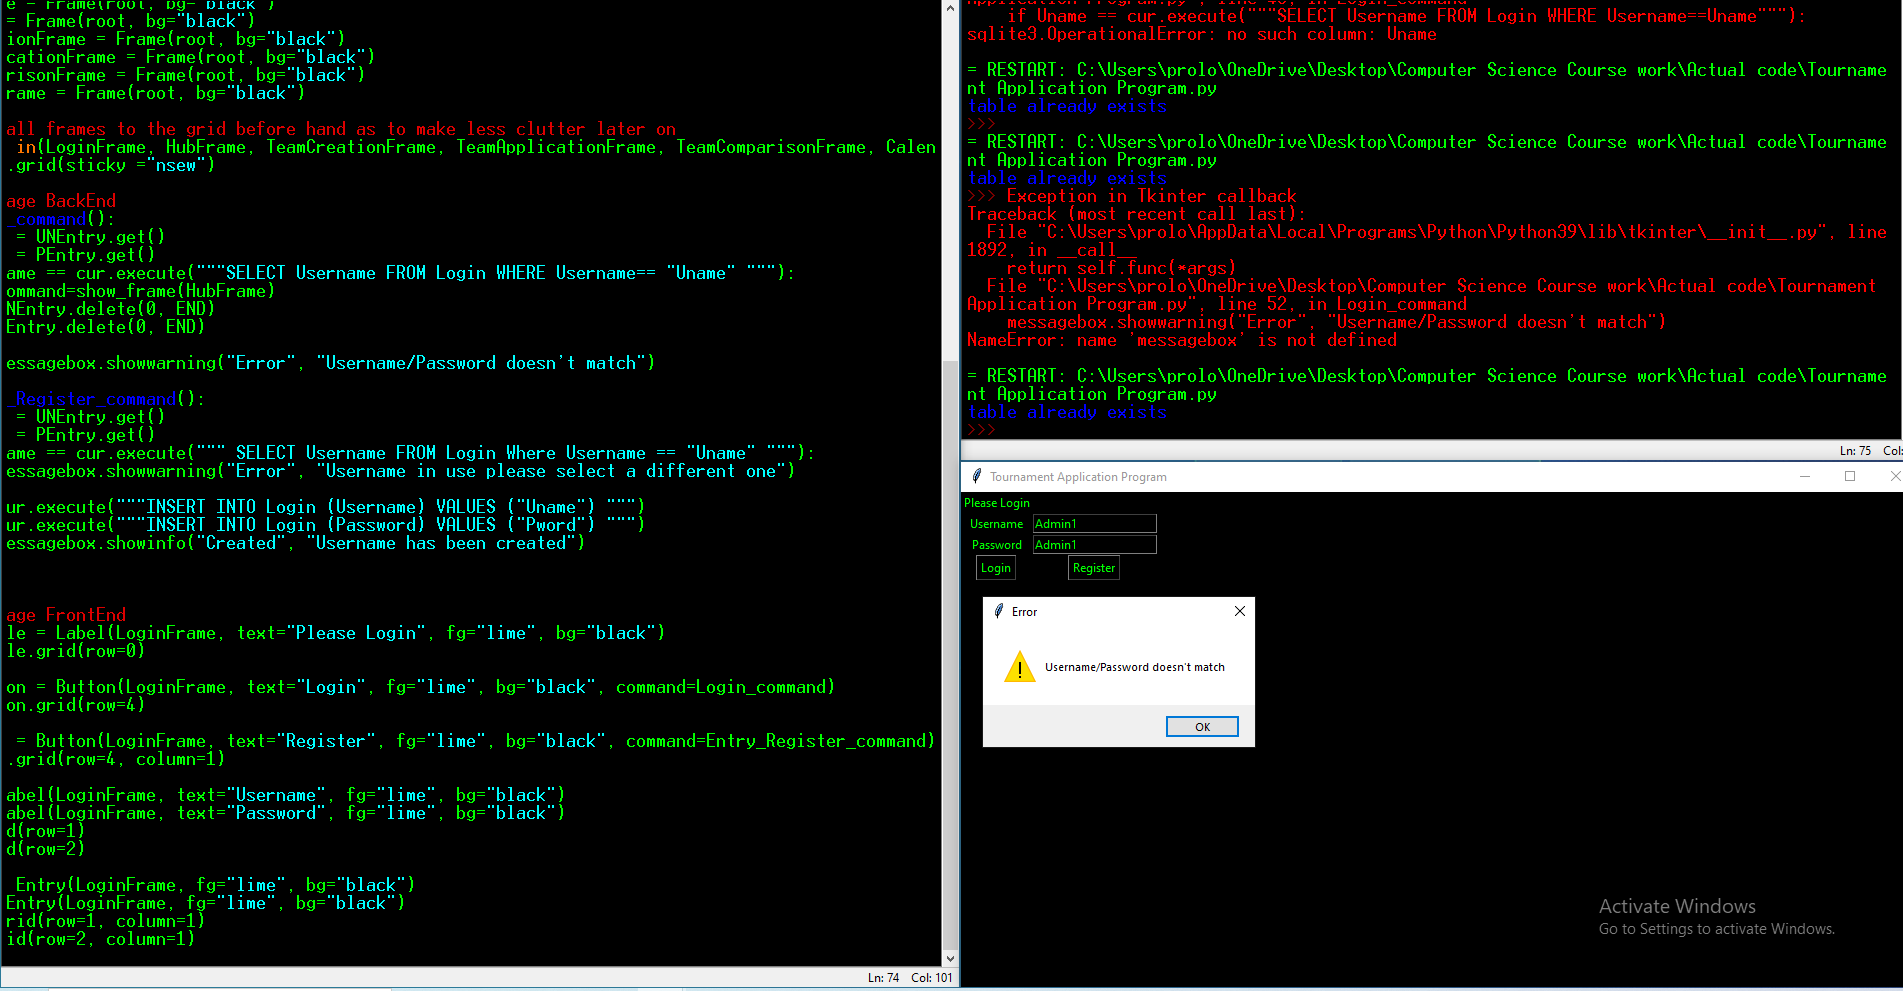 e = Frame(root, bg="black")
= Frame(root, bg="black")
ionFrame = Frame(root, bg="black")
cationFrame = Frame(root, bg="black")
risonFrame = Frame(root, bg="black")
rame = Frame(root, bg="black")
all frames to the grid before hand as to make less clutter later on
in(LoginFrame, HubFrame, TeamCreationFrame, TeamApplicationFrame, TeamComparisonFrame, Calen
.grid(sticky ="nsew")
age BackEnd
_command():
= UNEntry.get()
= PEntry.get()
ame == cur.execute("""SELECT Username FROM Login WHERE Username== "Uname" """):
ommand=show_frame(HubFrame)
NEntry.delete(0, END)
Entry.delete(0, END)
essagebox.showwarning("Error", "Username/Password doesn't match")
_Register_command():
= UNEntry.get()
= PEntry.get()
ame == cur.execute(""" SELECT Username FROM Login Where Username == "Uname" """):
essagebox.showwarning("Error", "Username in use please select a different one")
ur.execute("""INSERT INTO Login (Username) VALUES ("Uname") """)
ur.execute("""INSERT INTO Login (Password) VALUES ("Pword") """)
essagebox.showinfo("Created", "Username has been created")
age FrontEnd
le = Label(LoginFrame, text="Please Login", fg="lime", bg="black")
le.grid(row=0)
on = Button(LoginFrame, text="Login", fg="lime", bg="black", command=Login_command)
on.grid(row=4)
= Button(LoginFrame, text="Register", fg="lime", bg="black", command=Entry_Register_command)
.grid(row=4, column=1)
abel(LoginFrame, text="Username", fg="lime", bg="black")
abel(LoginFrame, text="Password", fg="lime", bg="black")
d(row=1)
d(row=2)
_Entry(LoginFrame, fg="lime", bg="black")
Entry(LoginFrame, fg="lime", bg="black")
rid(row=1, column=1)
id(row=2, column=1)
Ln: 74 Col: 101
Application Program.py", line 46, in Login_command
if Uname == cur.execute("""SELECT Username FROM Login WHERE Username==Uname"""):
sqlite3.OperationalError: no such column: Uname
= RESTART: C:\Users\prolo\OneDrive\Desktop\Computer Science Course work\Actual code\Tourname
nt Application Program.py
table already exists
>>>
= RESTART: C:\Users\prolo\OneDrive\Desktop\Computer Science Course work\Actual code\Tourname
nt Application Program.py
table already exists
>>> Exception in Tkinter callback
Traceback (most recent call last):
File "C:\Users\prolo\AppData\Local\Programs\Python\Python39\lib\tkinter\__init__.py", line
1892, in __call__
return self.func(*args)
File "C:\Users\prolo\OneDrive\Desktop\Computer Science Course work\Actual code\Tournament
Application Program.py", line 52, in Login_command
messagebox.showwarning("Error", "Username/Password doesn't match")
NameError: name 'messagebox' is not defined
= RESTART: C:\Users\prolo\OneDrive\Desktop\Computer Science Course work\Actual code\Tourname
nt Application Program.py
table already exists
>>>
Ln: 75 Col:
Tournament Application Program
Please Login
Username Admin1
Password Admin1
Login Register
Error
Username/Password doesn't match
OK
Activate Windows
Go to Settings to activate Windows.